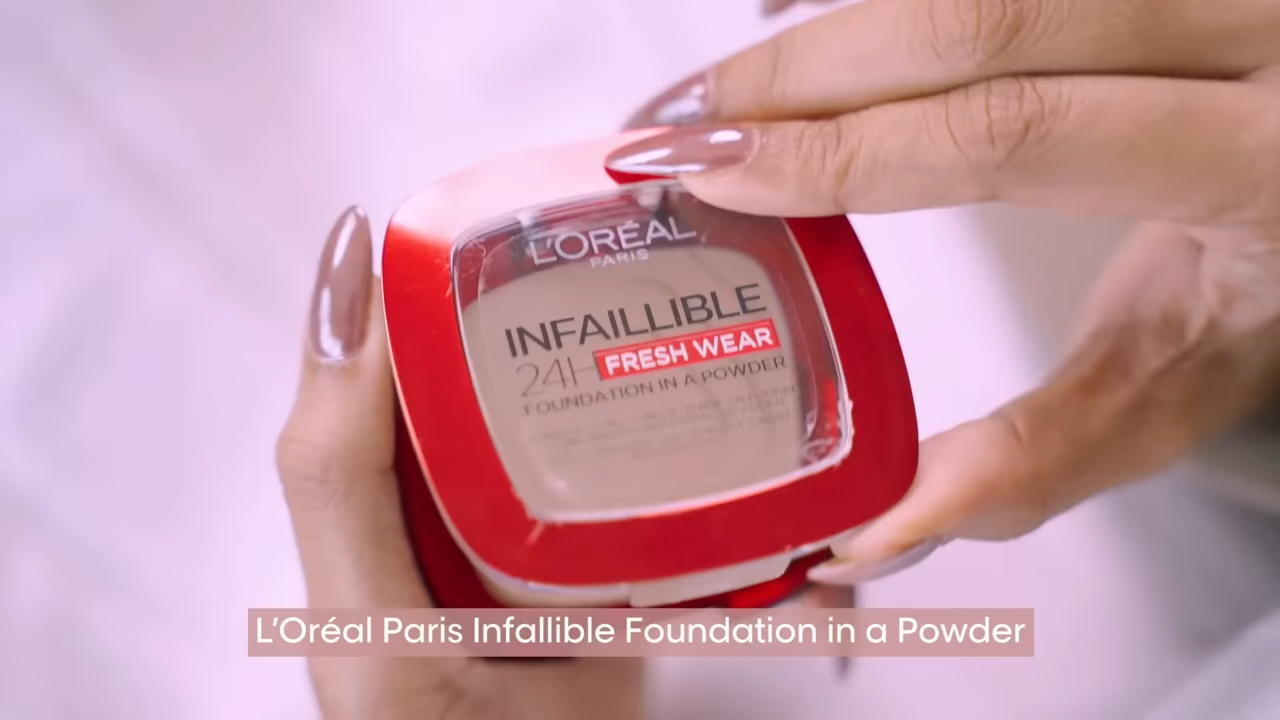 L'ORÉAL
PARIS
INFAILLIBLE
24H FRESH WEAR
FOUNDATION IN A POWDER
L'Oréal Paris Infallible Foundation in a Powder